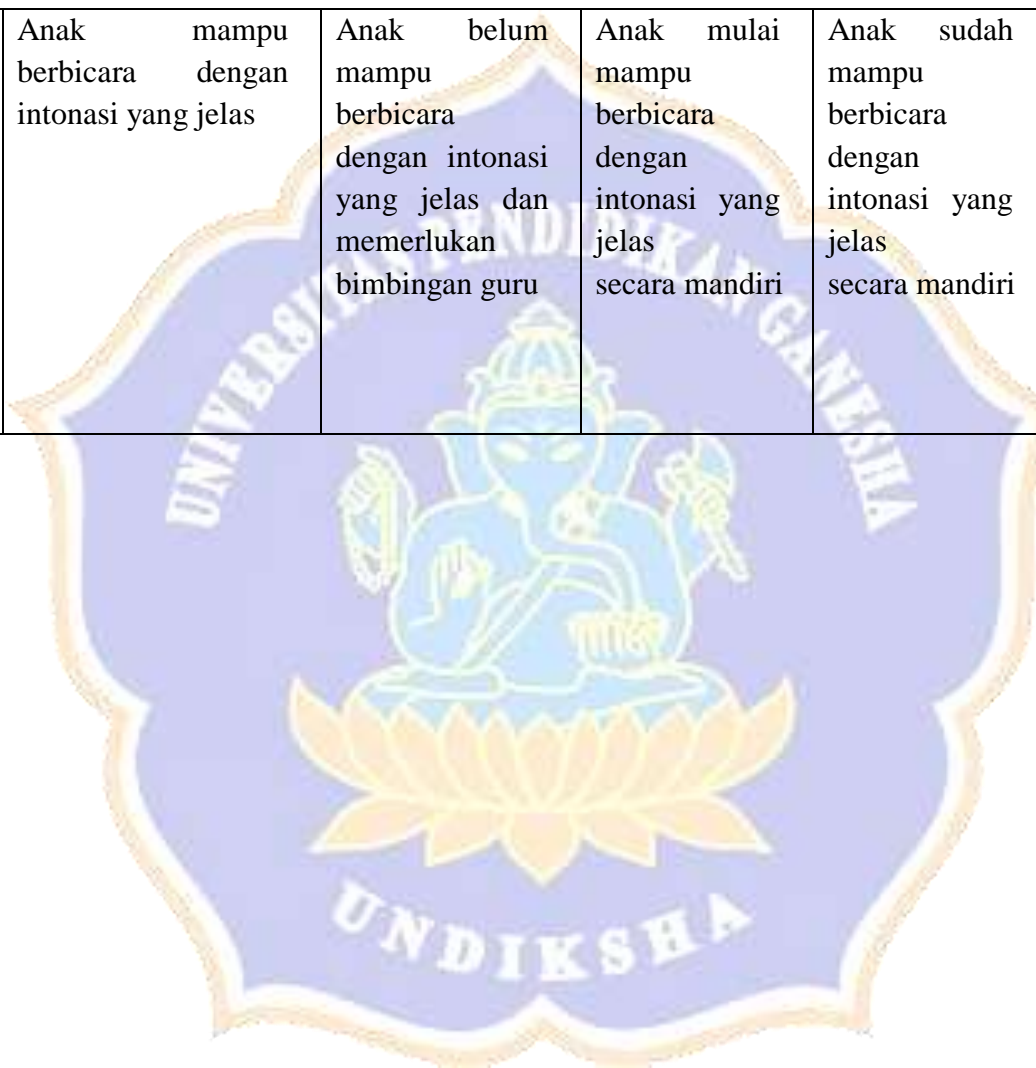 Anak mampu
berbicara dengan
intonasi yang jelas
Anak belum
mampu
berbicara
dengan intonasi
yang jelas dan
memerlukan
bimbingan guru
Anak mulai
mampu
berbicara
dengan
intonasi yang
jelas
secara mandiri
Anak sudah
mampu
berbicara
dengan
intonasi yang
jelas
secara mandiri
UNIVERSITAS PENDIDIKAN GANESHA
UNDIKSHA